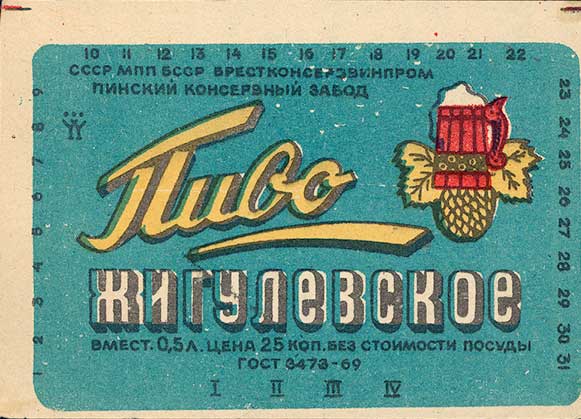 10 11 12 13 14 15 16 17 18 19 20 21 22
СССР, МПП БССР БРЕСТКОНСЕРВВИНПРОМ
ПИНСКИЙ КОНСЕРВНЫЙ ЗАВОД
1 2 3 4 5 6 7 8 9
23 24 25 26 27 28 29 30 31
Пиво
ЖИГУЛЕВСКОЕ
ВМЕСТ. 0,5 Л. ЦЕНА 25 КОП. БЕЗ СТОИМОСТИ ПОСУДЫ
ГОСТ 3473-69
I II III IV